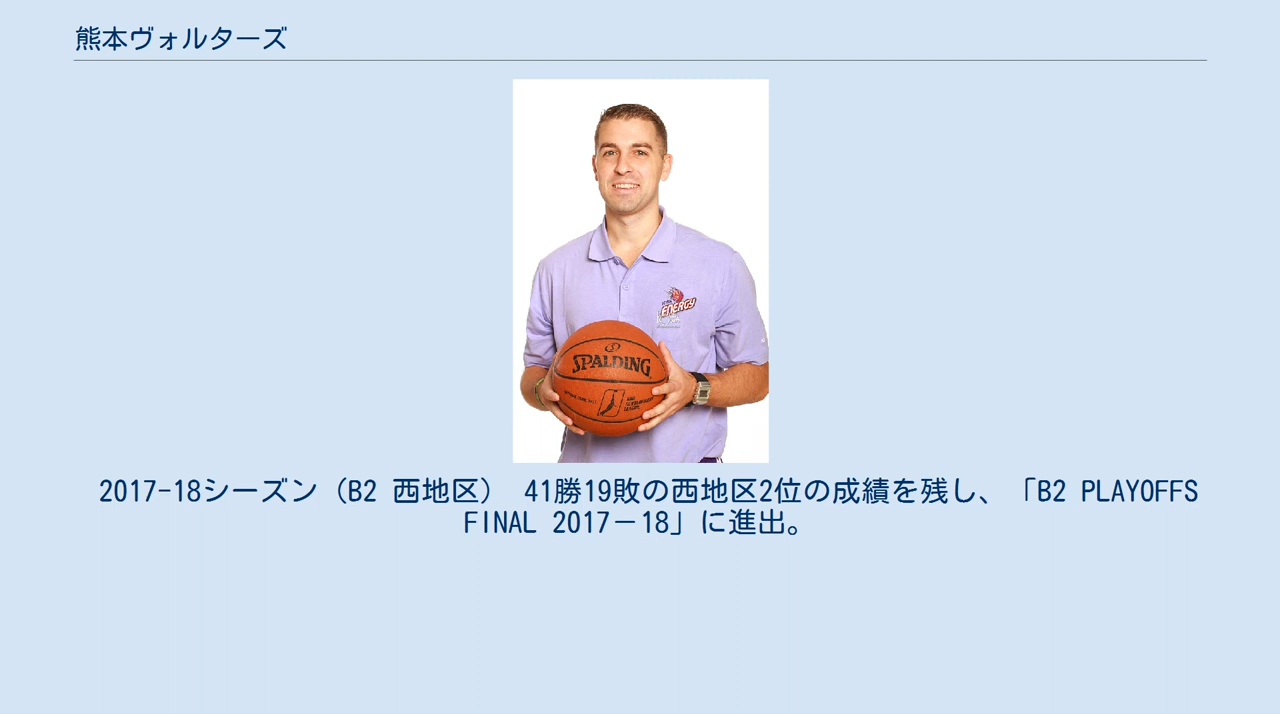 熊本ヴォルターズ
ENERGY
SPALDING
2017-18シーズン（B2 西地区） 41勝19敗の西地区2位の成績を残し、「B2 PLAYOFFS
FINAL 2017－18」に進出。